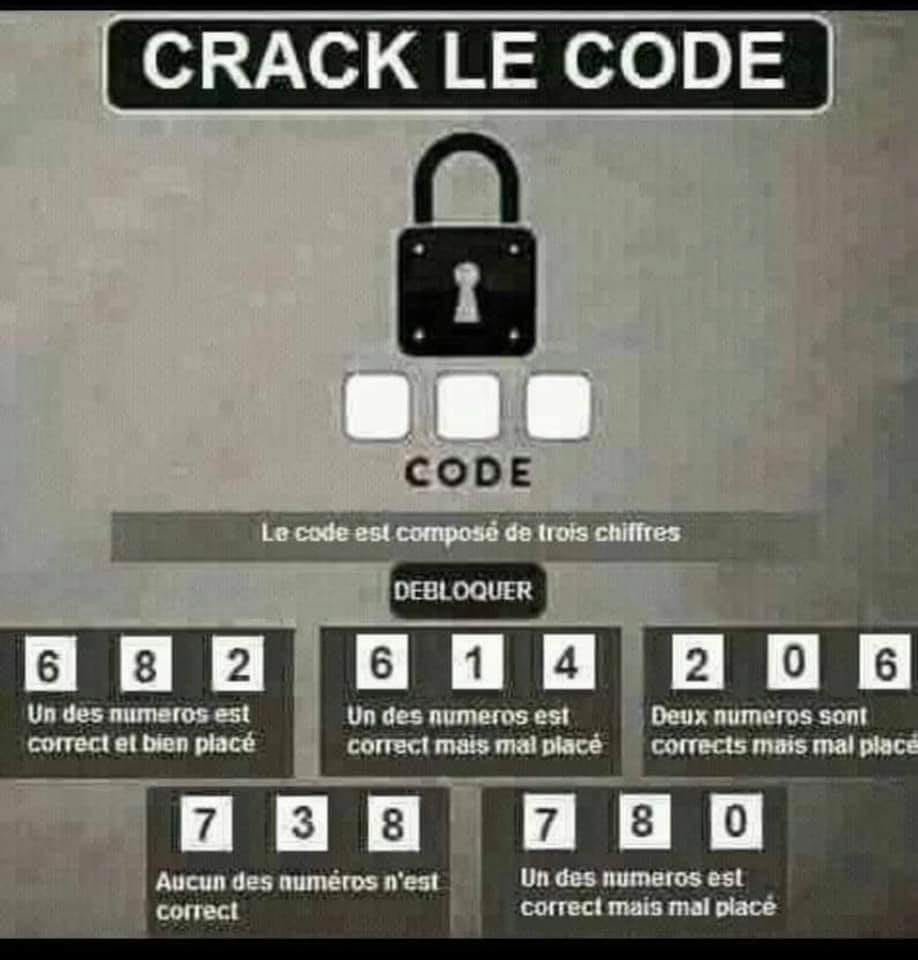 CRACK LE CODE
CODE
Le code est composé de trois chiffres
DEBLOQUER
6 8 2
Un des numeros est
correct et bien placé
6 1 4
Un des numeros est
correct mais mal placé
2 0 6
Deux numeros sont
corrects mais mal placé
7 3 8
Aucun des numéros n'est
correct
7 8 0
Un des numeros est
correct mais mal placé